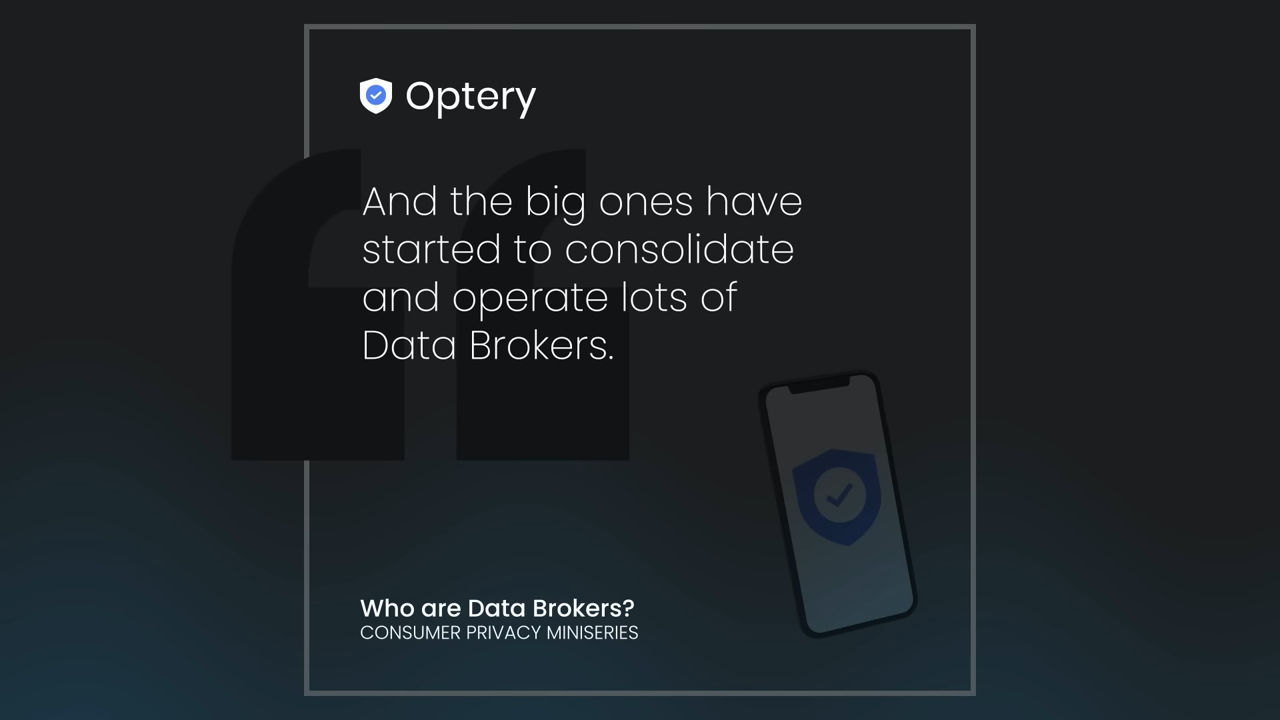 Optery
And the big ones have
started to consolidate
and operate lots of
Data Brokers.
Who are Data Brokers?
CONSUMER PRIVACY MINISERIES